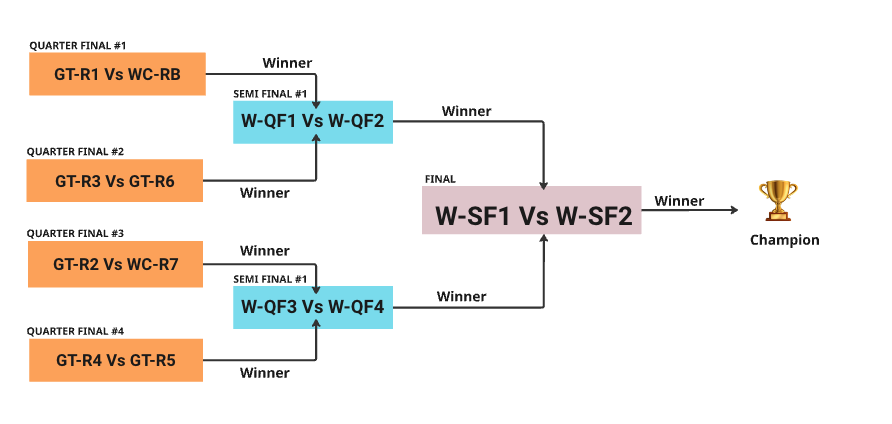 QUARTER FINAL #1
GT-R1 Vs WC-RB
Winner
SEMI FINAL #1
W-QF1 Vs W-QF2
Winner
QUARTER FINAL #2
GT-R3 Vs GT-R6
Winner
FINAL
W-SF1 Vs W-SF2
Winner
Champion
QUARTER FINAL #3
GT-R2 Vs WC-R7
Winner
SEMI FINAL #1
W-QF3 Vs W-QF4
Winner
QUARTER FINAL #4
GT-R4 Vs GT-R5
Winner